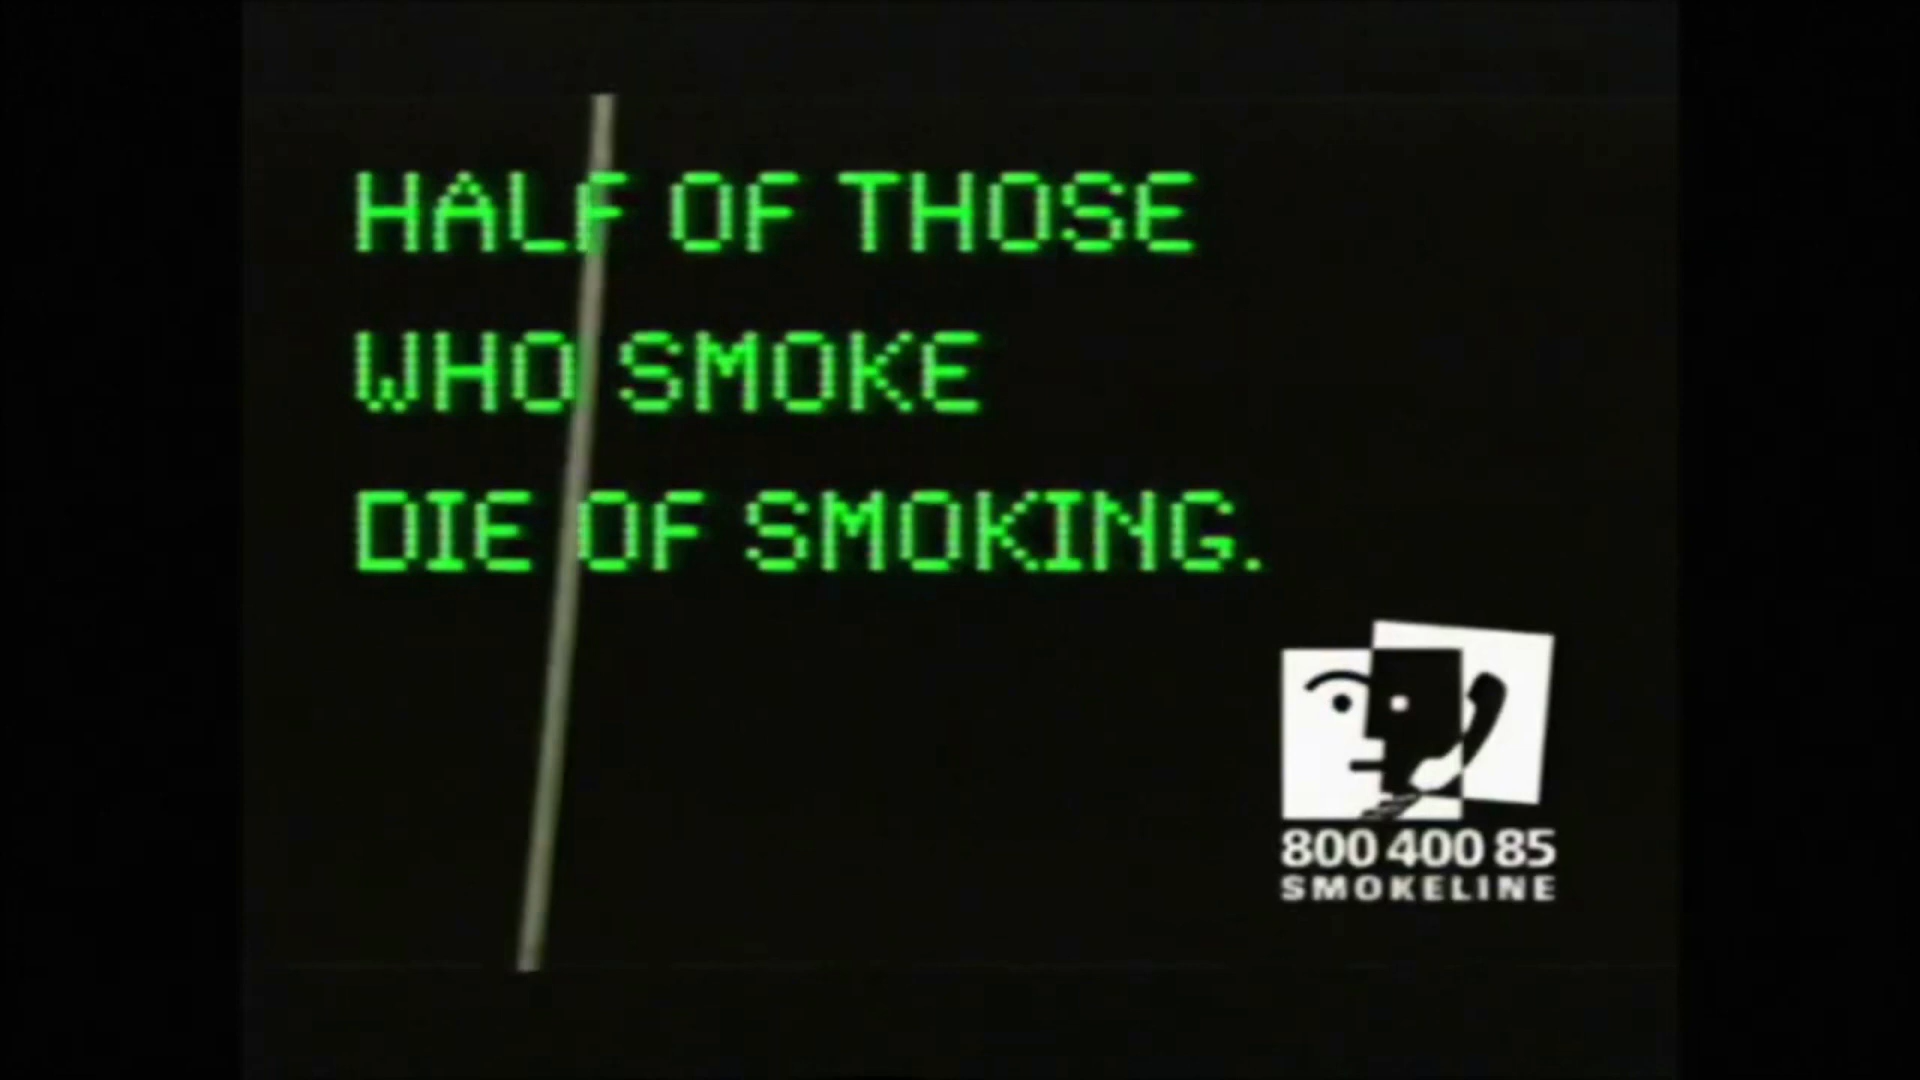 HALF OF THOSE
WHO SMOKE
DIE OF SMOKING.
800 400 85
SMOKELINE